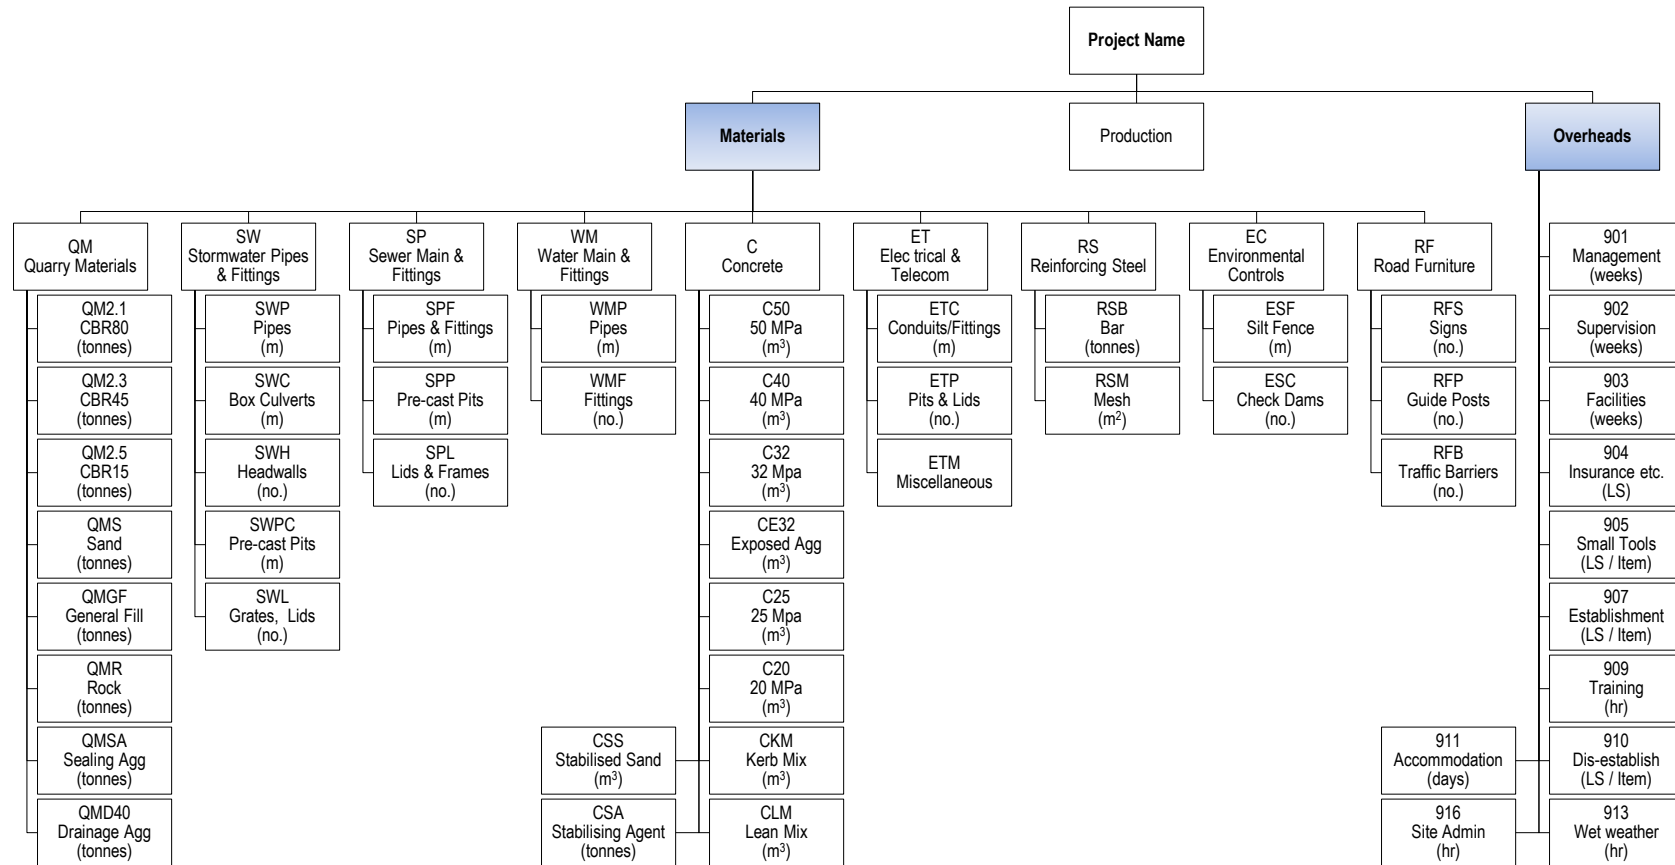 Project Name
Materials
Production
Overheads
QM
Quarry Materials
SW
Stormwater Pipes
& Fittings
SP
Sewer Main &
Fittings
WM
Water Main &
Fittings
C
Concrete
ET
Elec trical &
Telecom
RS
Reinforcing Steel
EC
Environmental
Controls
RF
Road Furniture
901
Management
(weeks)
QM2.1
CBR80
(tonnes)
SWP
Pipes
(m)
SPF
Pipes & Fittings
(m)
WMP
Pipes
(m)
C50
50 MPa
(m³)
ETC
Conduits/Fittings
(m)
RSB
Bar
(tonnes)
ESF
Silt Fence
(m)
RFS
Signs
(no.)
902
Supervision
(weeks)
QM2.3
CBR45
(tonnes)
SWC
Box Culverts
(m)
SPP
Pre-cast Pits
(m)
WMF
Fittings
(no.)
C40
40 MPa
(m³)
ETP
Pits & Lids
(no.)
RSM
Mesh
(m²)
ESC
Check Dams
(no.)
RFP
Guide Posts
(no.)
903
Facilities
(weeks)
QM2.5
CBR15
(tonnes)
SWH
Headwalls
(no.)
SPL
Lids & Frames
(no.)
C32
32 Mpa
(m³)
ETM
Miscellaneous
RFB
Traffic Barriers
(no.)
904
Insurance etc.
(LS)
QMS
Sand
(tonnes)
SWPC
Pre-cast Pits
(m)
CE32
Exposed Agg
(m³)
905
Small Tools
(LS / Item)
QMGF
General Fill
(tonnes)
SWL
Grates, Lids
(no.)
C25
25 Mpa
(m³)
907
Establishment
(LS / Item)
QMR
Rock
(tonnes)
C20
20 MPa
(m³)
909
Training
(hr)
QMSA
Sealing Agg
(tonnes)
CSS
Stabilised Sand
(m³)
CKM
Kerb Mix
(m³)
911
Accommodation
(days)
910
Dis-establish
(LS / Item)
QMD40
Drainage Agg
(tonnes)
CSA
Stabilising Agent
(tonnes)
CLM
Lean Mix
(m³)
916
Site Admin
(hr)
913
Wet weather
(hr)